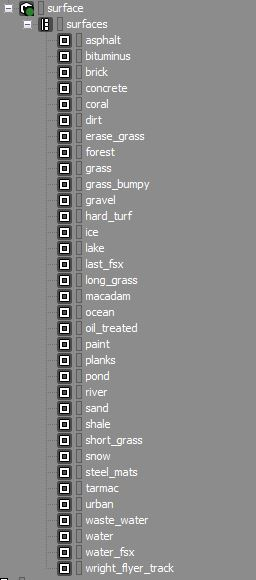 surface
surfaces
asphalt
bituminus
brick
concrete
coral
dirt
erase_grass
forest
grass
grass_bumpy
gravel
hard_turf
ice
lake
last_fsx
long_grass
macadam
ocean
oil_treated
paint
planks
pond
river
sand
shale
short_grass
snow
steel_mats
tarmac
urban
waste_water
water
water_fsx
wright_flyer_track